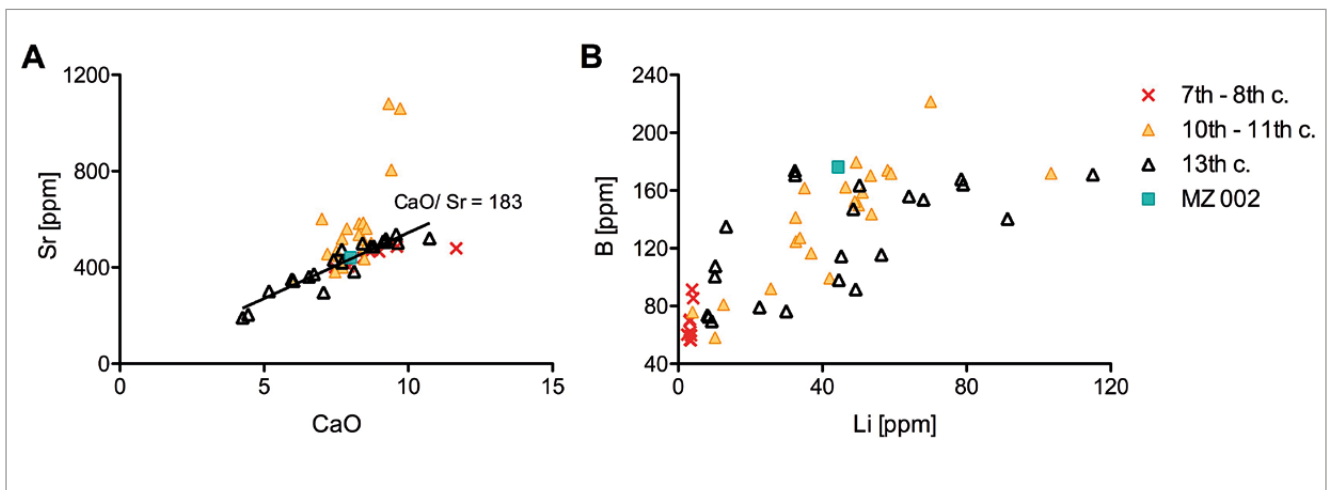 A
1200
800
400
0
0
5
10
15
Sr [ppm]
CaO
CaO/ Sr = 183
B
240
200
160
120
80
40
0
40
80
120
B [ppm]
Li [ppm]
7th - 8th c.
10th - 11th c.
13th c.
MZ 002